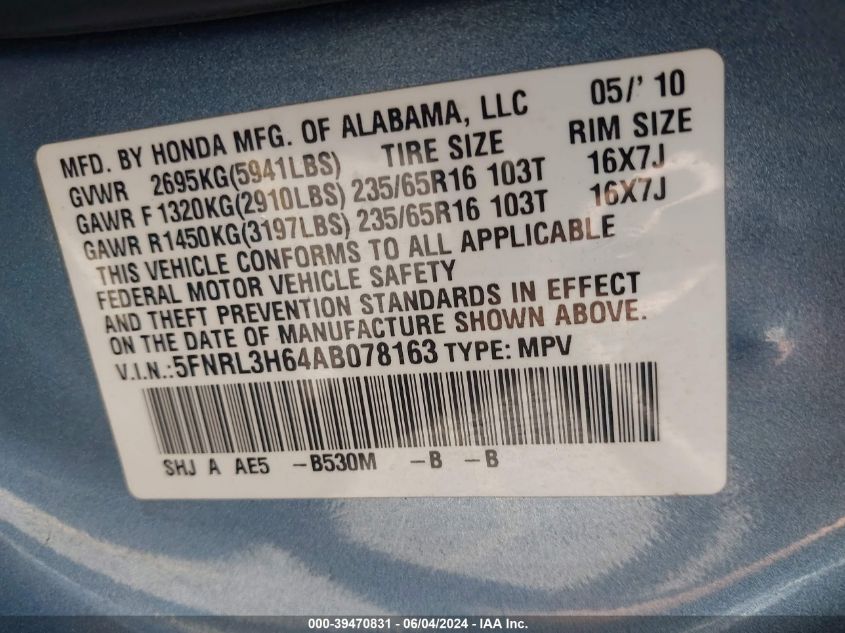 MFD. BY HONDA MFG. OF ALABAMA, LLC 05/' 10
GVWR 2695KG(5941LBS) TIRE SIZE RIM SIZE
GAWR F 1320KG(2910LBS) 235/65R16 103T 16X7J
GAWR R1450KG(3197LBS) 235/65R16 103T 16X7J
THIS VEHICLE CONFORMS TO ALL APPLICABLE
FEDERAL MOTOR VEHICLE SAFETY
AND THEFT PREVENTION STANDARDS IN EFFECT
ON THE DATE OF MANUFACTURE SHOWN ABOVE.
V.I.N.:5FNRL3H64AB078163 TYPE: MPV
SHJ A AE5 -B530M -B -B
000-39470831 - 06/04/2024 - IAA Inc.